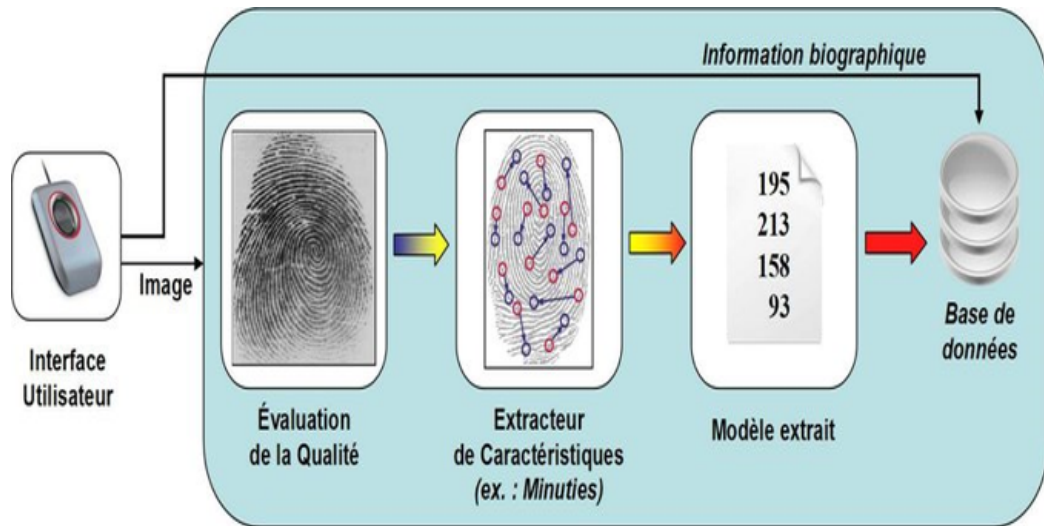 Information biographique
Image
Interface
Utilisateur
Évaluation
de la Qualité
Extracteur
de Caractéristiques
(ex. : Minuties)
195
213
158
93
Modèle extrait
Base de
données